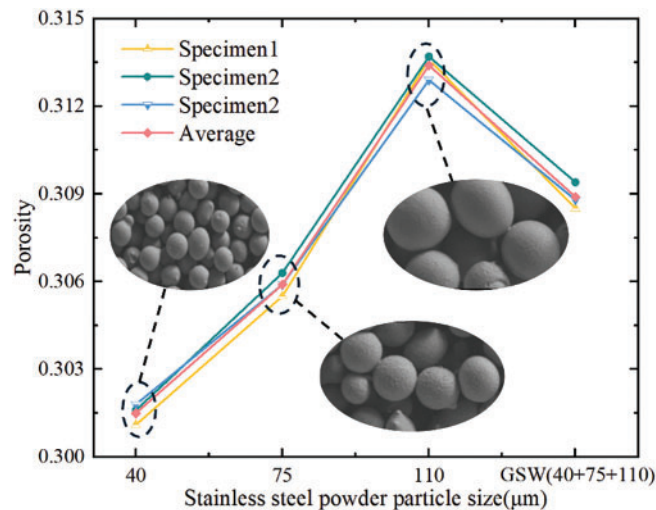 0.315
0.312
0.309
0.306
0.303
0.300
Porosity
Specimen1
Specimen2
Specimen2
Average
40
75
110
GSW(40+75+110)
Stainless steel powder particle size(μm)